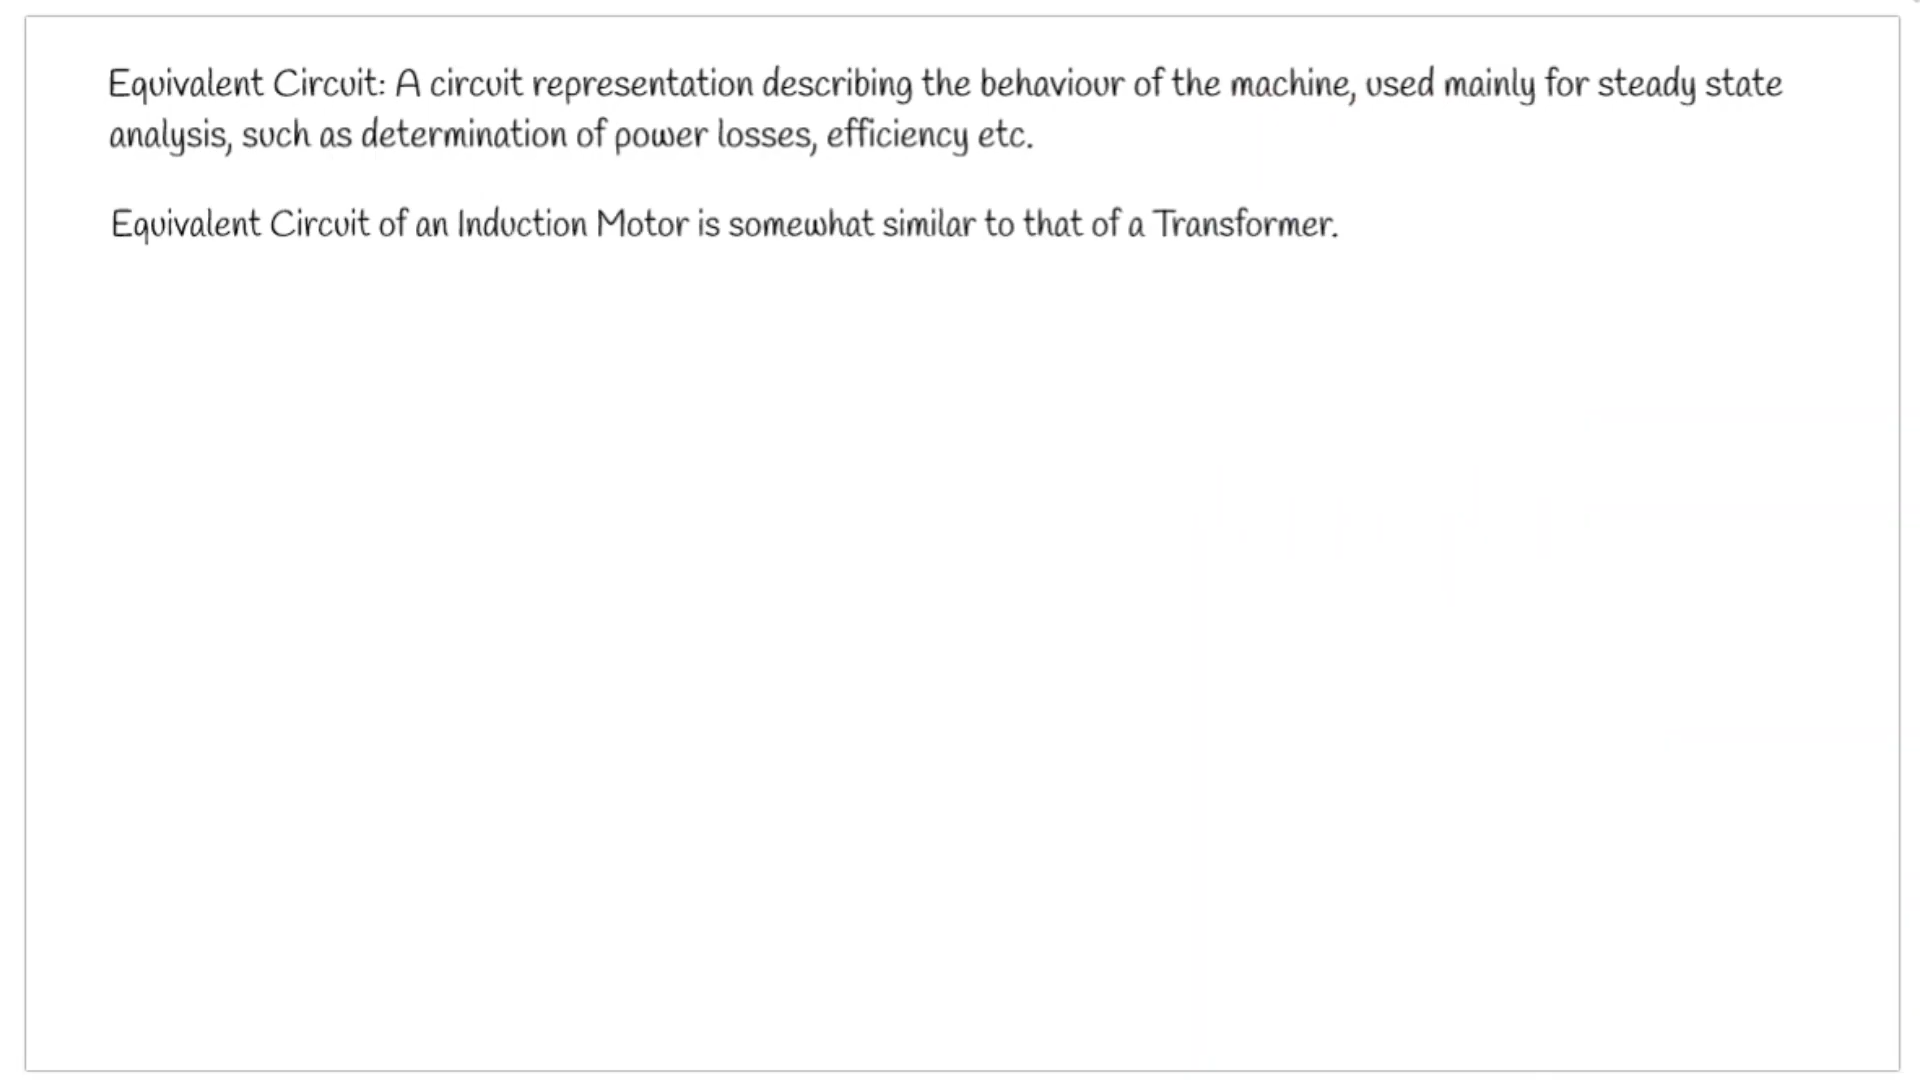 Equivalent Circuit: A circuit representation describing the behaviour of the machine, used mainly for steady state
analysis, such as determination of power losses, efficiency etc.
Equivalent Circuit of an Induction Motor is somewhat similar to that of a Transformer.